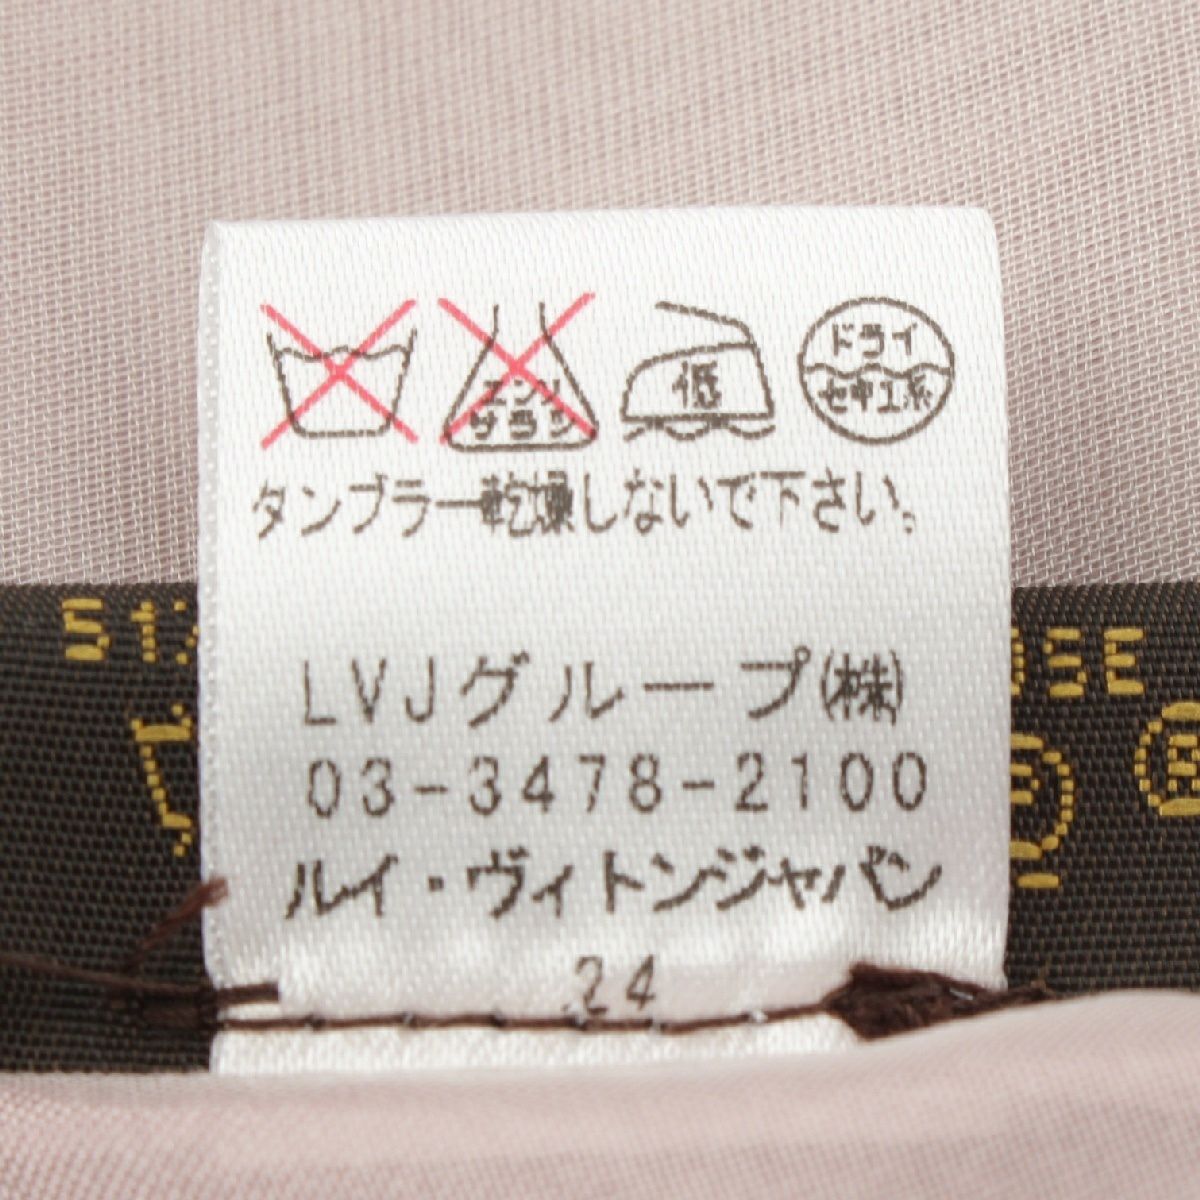 エンソ
サラシ
低
ドライ
セキユ系
タンブラー乾燥しないで下さい。
LVJグループ(株)
03-3478-2100
ルイ・ヴィトンジャパン
24